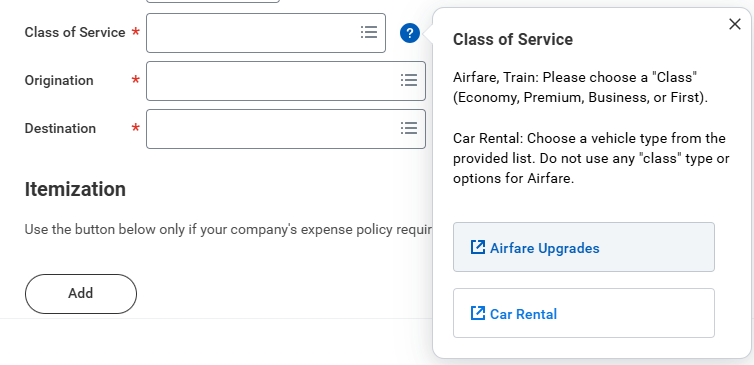 Class of Service *
Origination *
Destination *
Itemization
Use the button below only if your company's expense policy requir
Add
?
Class of Service
Airfare, Train: Please choose a "Class"
(Economy, Premium, Business, or First).
Car Rental: Choose a vehicle type from the
provided list. Do not use any "class" type or
options for Airfare.
Airfare Upgrades
Car Rental